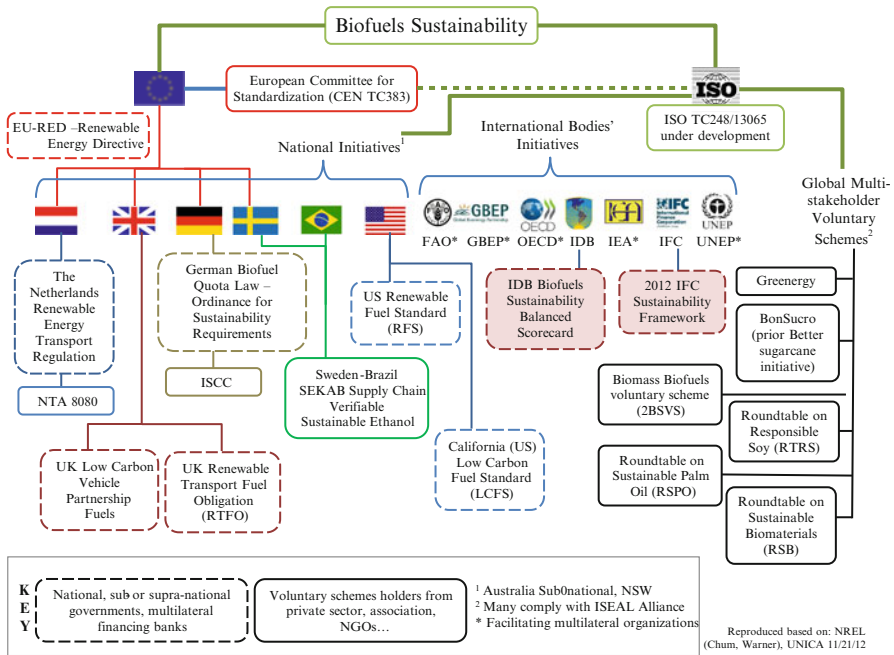 Biofuels Sustainability
European Committee for
Standardization (CEN TC383)
ISO
ISO TC248/13065
under development
EU-RED –Renewable
Energy Directive
National Initiatives1
International Bodies’
Initiatives
Global Multi-
stakeholder
Voluntary
Schemes2
GBEP
OECD
IEA
IFC
International
Finance
Corporation
UNEP
FAO* GBEP* OECD* IDB IEA* IFC UNEP*
The
Netherlands
Renewable
Energy
Transport
Regulation
NTA 8080
German Biofuel
Quota Law –
Ordinance for
Sustainability
Requirements
ISCC
US Renewable
Fuel Standard
(RFS)
IDB Biofuels
Sustainability
Balanced
Scorecard
2012 IFC
Sustainability
Framework
Greenergy
BonSucro
(prior Better
sugarcane
initiative)
Sweden-Brazil
SEKAB Supply Chain
Verifiable
Sustainable Ethanol
Biomass Biofuels
voluntary scheme
(2BSVS)
Roundtable on
Responsible
Soy (RTRS)
UK Low Carbon
Vehicle
Partnership
Fuels
UK Renewable
Transport Fuel
Obligation
(RTFO)
California (US)
Low Carbon
Fuel Standard
(LCFS)
Roundtable on
Sustainable Palm
Oil (RSPO)
Roundtable on
Sustainable
Biomaterials
(RSB)
K
E
Y
National, sub or supra-national
governments, multilateral
financing banks
Voluntary schemes holders from
private sector, association,
NGOs…
1 Australia Sub0national, NSW
2 Many comply with ISEAL Alliance
* Facilitating multilateral organizations
Reproduced based on: NREL
(Chum, Warner), UNICA 11/21/12